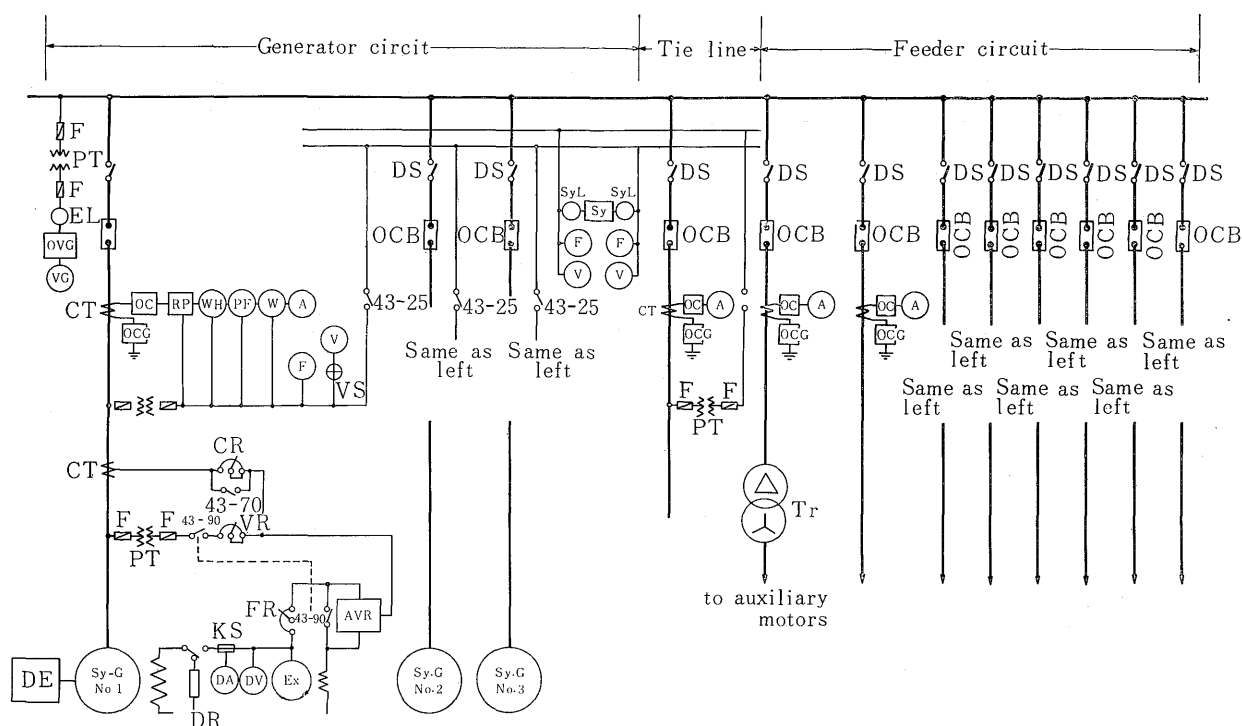 Generator circit
Tie line
Feeder circuit
F
PT
F
EL
OVG
VG
DS
DS
DS
DS
DS
DS
DS
DS
DS
DS
SyL
Sy
SyL
F
F
V
V
OCB
OCB
OCB
OCB
OCB
OCB
OCB
OCB
OCB
OCB
OCB
CT
OC
RP
WH
PF
W
A
OCG
43-25
43-25
43-25
F
V
VS
CT
OC
A
OCG
OC
A
OCG
OC
A
OCG
Same as
left
Same as
left
Same as
left
Same as
left
Same as
left
Same as
left
Same as
left
Same as
left
F
F
PT
CT
CR
43-70
F
F
43-90
VR
PT
Tr
to auxiliary
motors
FR
43-90
AVR
KS
DE
Sy-G
No 1
DR
DA
DV
Ex
Sy.G
No.2
Sy.G
No.3